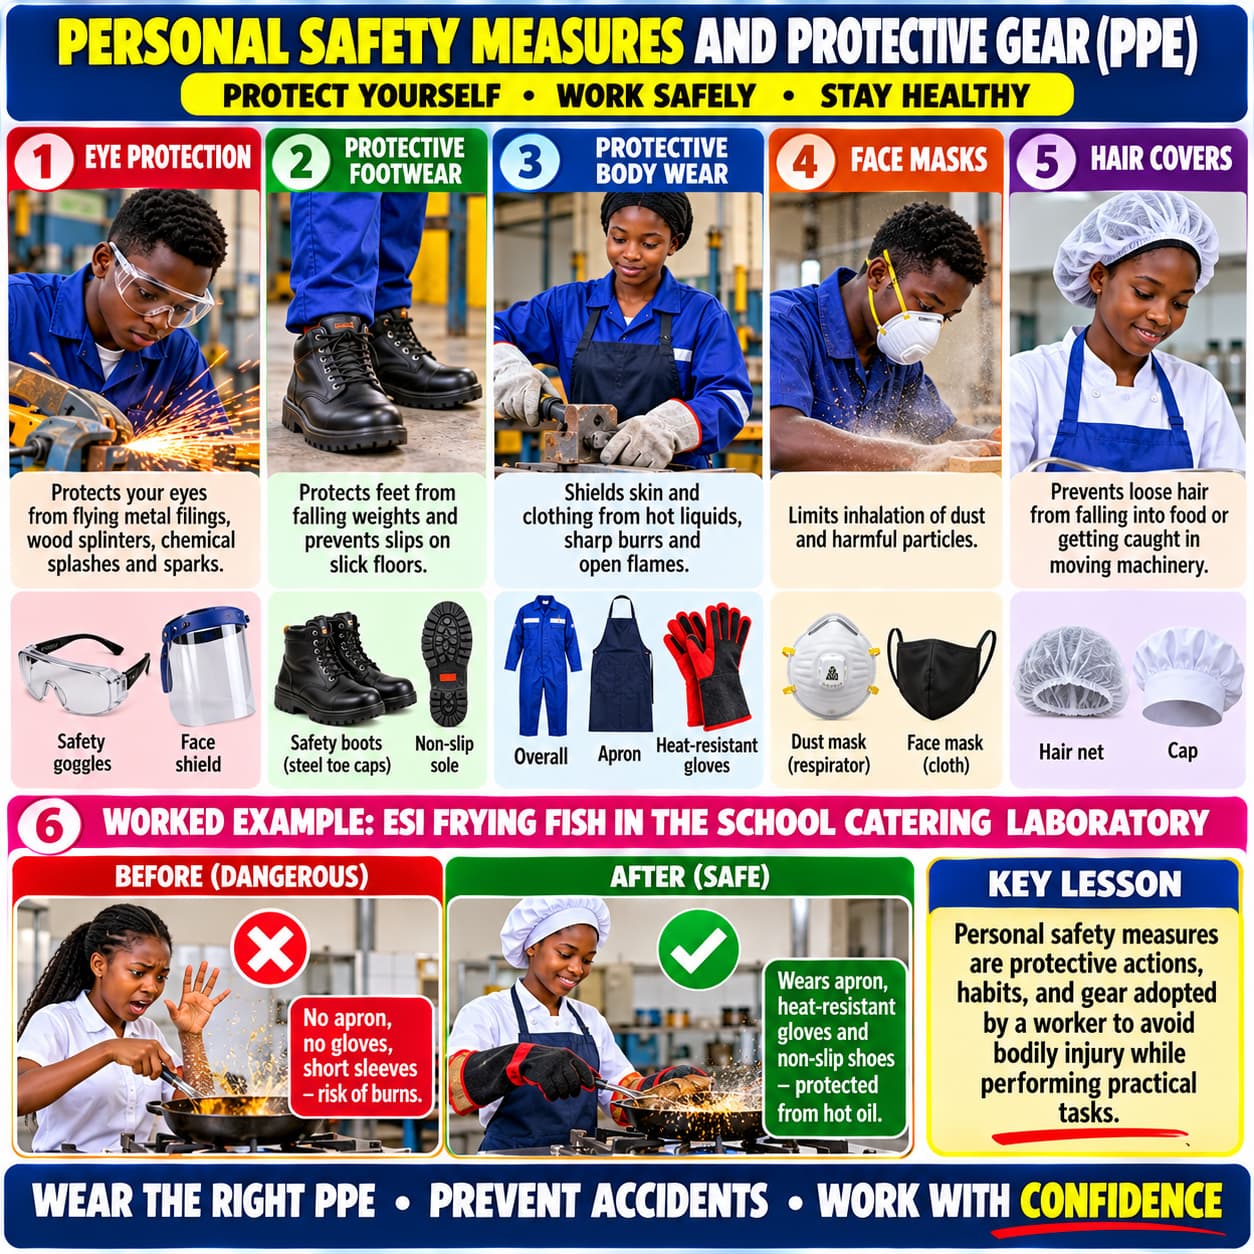 PERSONAL SAFETY MEASURES AND PROTECTIVE GEAR (PPE)
PROTECT YOURSELF • WORK SAFELY • STAY HEALTHY
1 EYE PROTECTION
Protects your eyes
from flying metal filings,
wood splinters, chemical
splashes and sparks.
Safety
goggles
Face
shield
2 PROTECTIVE
FOOTWEAR
Protects feet from
falling weights and
prevents slips on
slick floors.
Safety boots
(steel toe caps)
Non-slip
sole
3 PROTECTIVE
BODY WEAR
Shields skin and
clothing from hot liquids,
sharp burrs and
open flames.
Overall
Apron
Heat-resistant
gloves
4 FACE MASKS
Limits inhalation of dust
and harmful particles.
Dust mask
(respirator)
Face mask
(cloth)
5 HAIR COVERS
Prevents loose hair
from falling into food or
getting caught in
moving machinery.
Hair net
Cap
6 WORKED EXAMPLE: ESI FRYING FISH IN THE SCHOOL CATERING LABORATORY
BEFORE (DANGEROUS)
No apron,
no gloves,
short sleeves
– risk of burns.
AFTER (SAFE)
Wears apron,
heat-resistant
gloves and
non-slip shoes
– protected
from hot oil.
KEY LESSON
Personal safety measures
are protective actions,
habits, and gear adopted
by a worker to avoid
bodily injury while
performing practical
tasks.
WEAR THE RIGHT PPE • PREVENT ACCIDENTS • WORK WITH CONFIDENCE